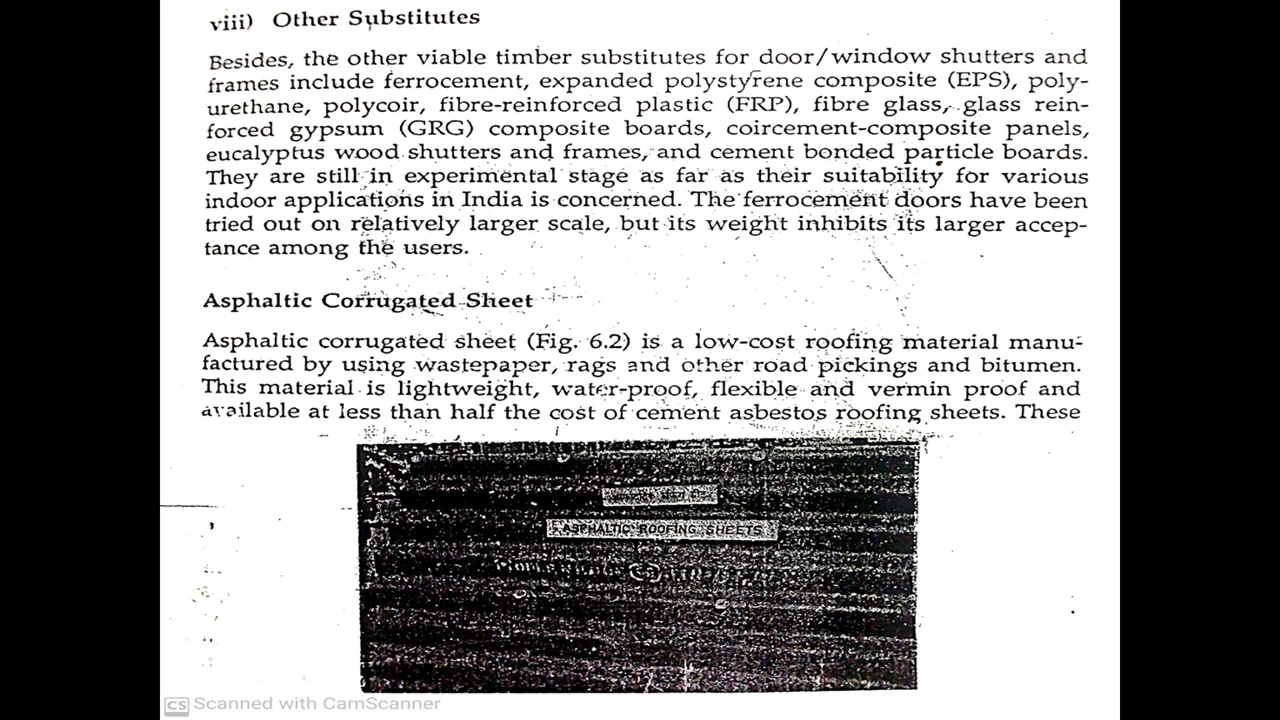 viii) Other Substitutes
Besides, the other viable timber substitutes for door/window shutters and
frames include ferrocement, expanded polystyrene composite (EPS), poly-
urethane, polycoir, fibre-reinforced plastic (FRP), fibre glass, glass rein-
forced gypsum (GRG) composite boards, coircement-composite panels,
eucalyptus wood shutters and frames, and cement bonded particle boards.
They are still in experimental stage as far as their suitability for various
indoor applications in India is concerned. The ferrocement doors have been
tried out on relatively larger scale, but its weight inhibits its larger accep-
tance among the users.
Asphaltic Corrugated Sheet
Asphaltic corrugated sheet (Fig. 6.2) is a low-cost roofing material manu-
factured by using wastepaper, rags and other road pickings and bitumen.
This material is lightweight, water-proof, flexible and vermin proof and
available at less than half the cost of cement asbestos roofing sheets. These
ASPHALTIC ROOFING SHEETS
CS Scanned with CamScanner